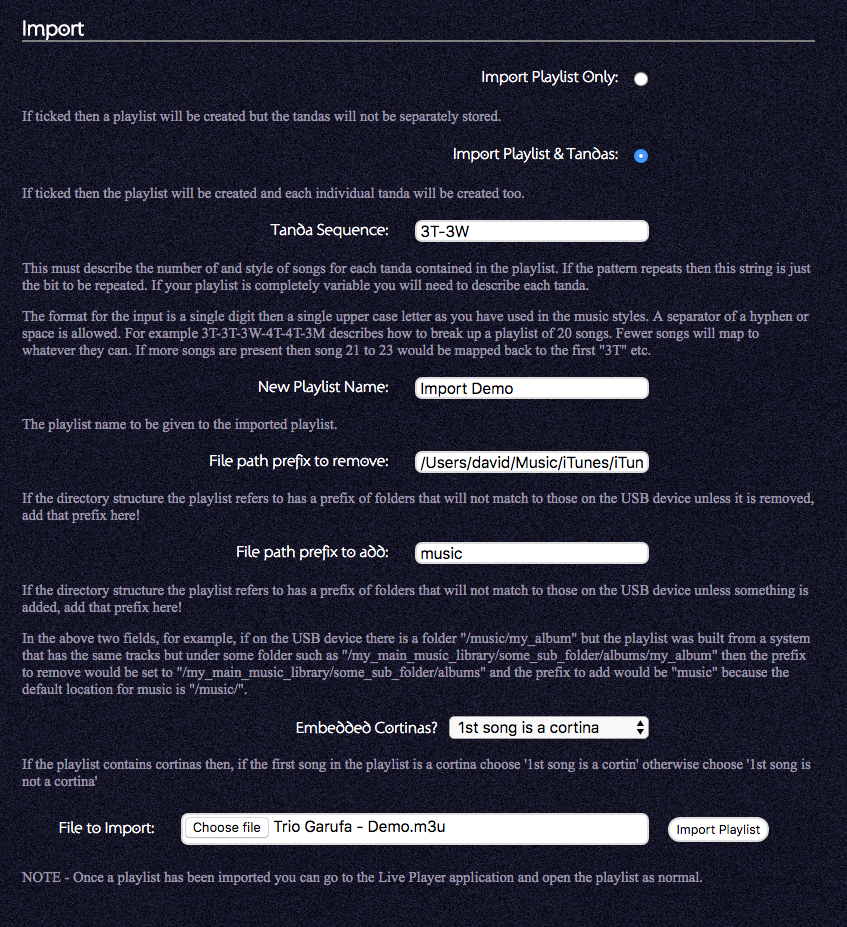 Import
Import Playlist Only:
If ticked then a playlist will be created but the tandas will not be separately stored.
Import Playlist & Tandas:
If ticked then the playlist will be created and each individual tanda will be created too.
Tanda Sequence: 3T-3W
This must describe the number of and style of songs for each tanda contained in the playlist. If the pattern repeats then this string is just
the bit to be repeated. If your playlist is completely variable you will need to describe each tanda.
The format for the input is a single digit then a single upper case letter as you have used in the music styles. A separator of a hyphen or
space is allowed. For example 3T-3T-3W-4T-4T-3M describes how to break up a playlist of 20 songs. Fewer songs will map to
whatever they can. If more songs are present then song 21 to 23 would be mapped back to the first "3T" etc.
New Playlist Name: Import Demo
The playlist name to be given to the imported playlist.
File path prefix to remove: /Users/david/Music/iTunes/iTun
If the directory structure the playlist refers to has a prefix of folders that will not match to those on the USB device unless it is removed,
add that prefix here!
File path prefix to add: music
If the directory structure the playlist refers to has a prefix of folders that will not match to those on the USB device unless something is
added, add that prefix here!
In the above two fields, for example, if on the USB device there is a folder "/music/my_album" but the playlist was built from a system
that has the same tracks but under some folder such as "/my_main_music_library/some_sub_folder/albums/my_album" then the prefix
to remove would be set to "/my_main_music_library/some_sub_folder/albums" and the prefix to add would be "music" because the
default location for music is "/music/".
Embedded Cortinas? 1st song is a cortina
If the playlist contains cortinas then, if the first song in the playlist is a cortina choose '1st song is a cortin' otherwise choose '1st song is
not a cortina'
File to Import: Choose file Trio Garufa - Demo.m3u Import Playlist
NOTE - Once a playlist has been imported you can go to the Live Player application and open the playlist as normal.